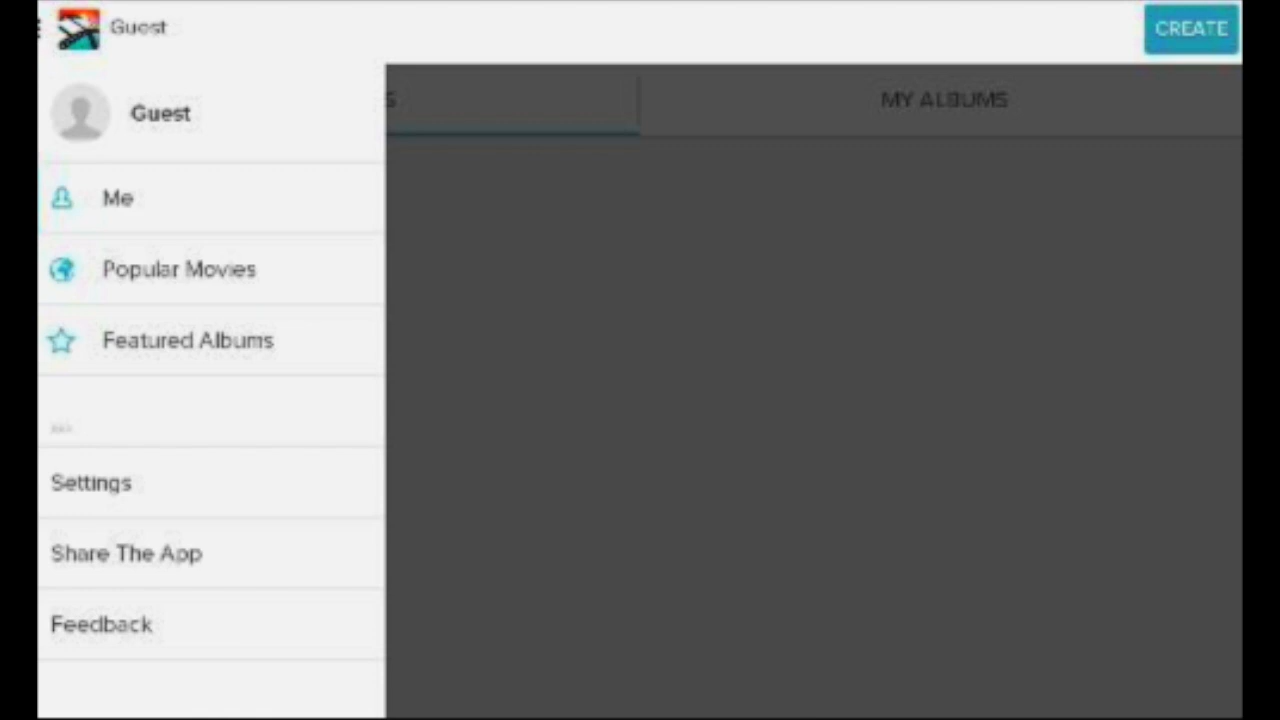 Guest
CREATE
Guest
MY ALBUMS
Me
Popular Movies
Featured Albums
Settings
Share The App
Feedback